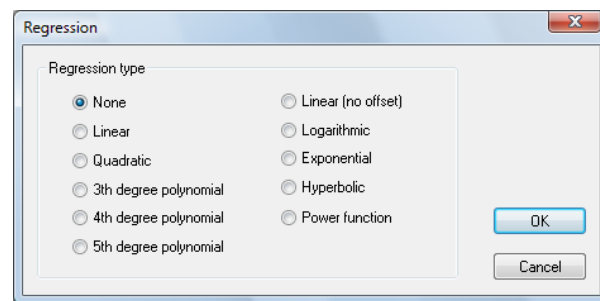 Regression
X
Regression type
None
Linear
Quadratic
3th degree polynomial
4th degree polynomial
5th degree polynomial
Linear (no offset)
Logarithmic
Exponential
Hyperbolic
Power function
OK
Cancel